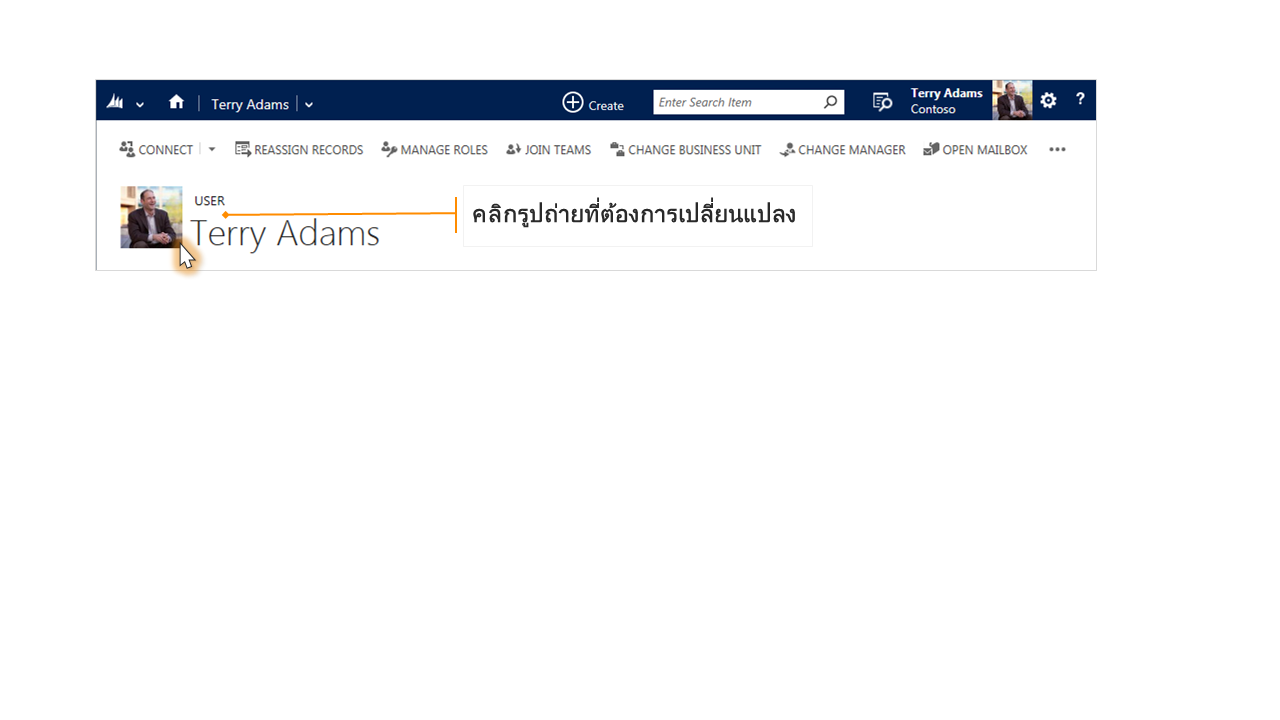 Terry Adams
Create
Enter Search Item
Terry Adams
Contoso
?
CONNECT
REASSIGN RECORDS
MANAGE ROLES
JOIN TEAMS
CHANGE BUSINESS UNIT
CHANGE MANAGER
OPEN MAILBOX
USER
Terry Adams
คลิกรูปถ่ายที่ต้องการเปลี่ยนแปลง